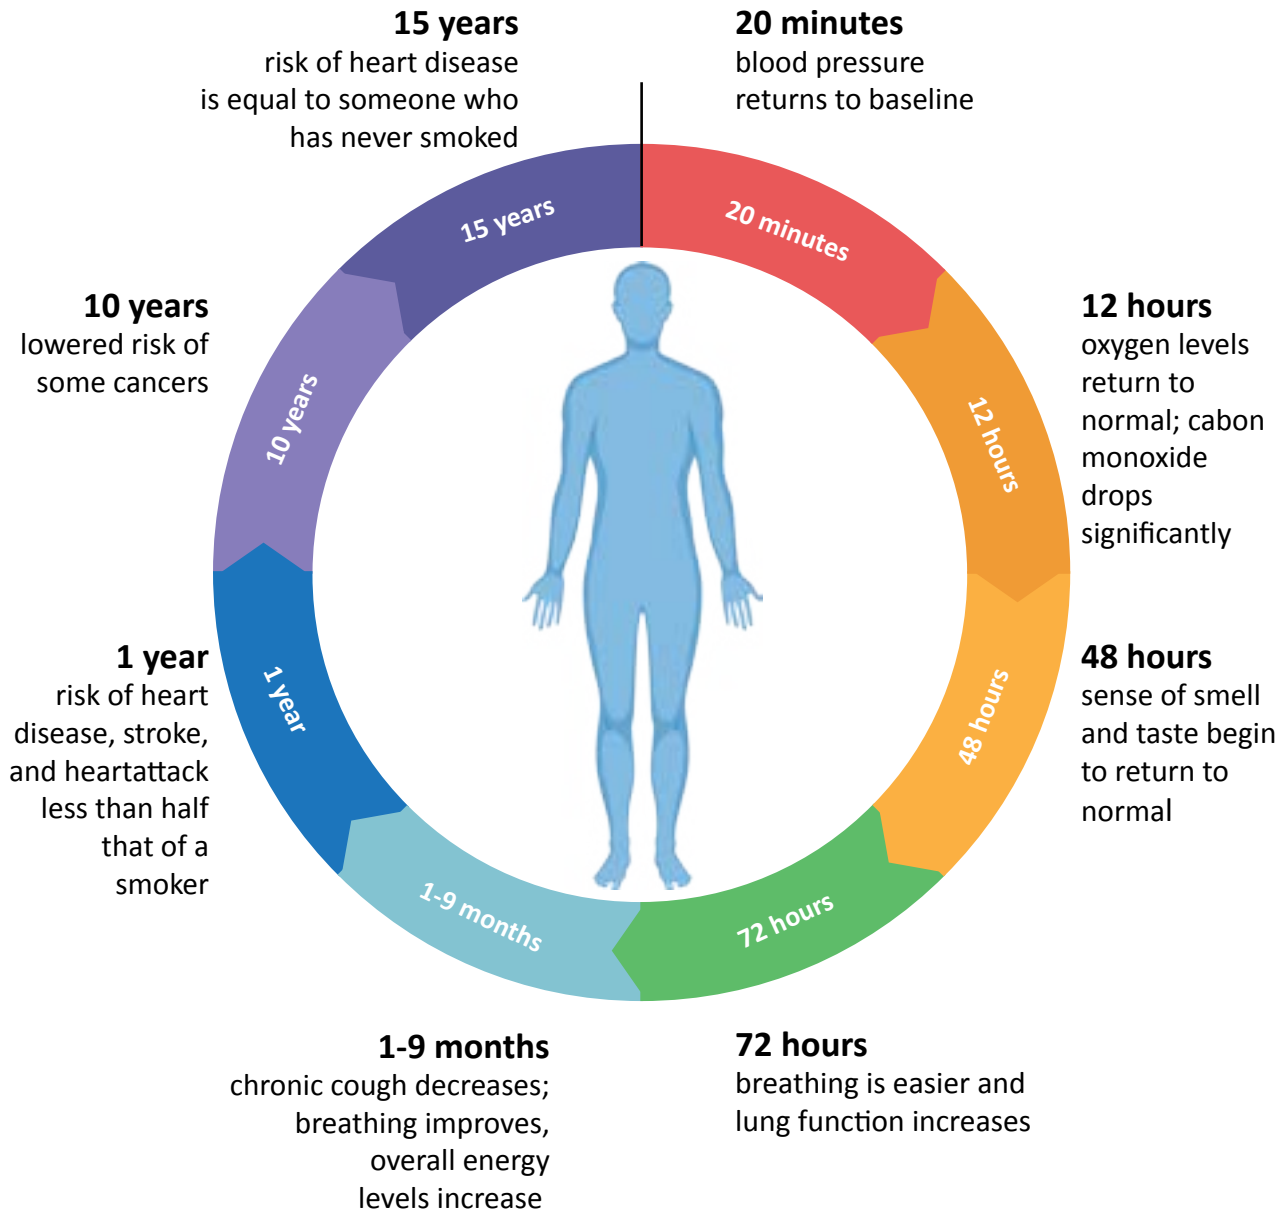 15 years
risk of heart disease
is equal to someone who
has never smoked
20 minutes
blood pressure
returns to baseline
15 years
20 minutes
10 years
lowered risk of
some cancers
10 years
12 hours
12 hours
oxygen levels
return to
normal; cabon
monoxide
drops
significantly
1 year
risk of heart
disease, stroke,
and heartattack
less than half
that of a
smoker
1 year
48 hours
48 hours
sense of smell
and taste begin
to return to
normal
1-9 months
72 hours
1-9 months
chronic cough decreases;
breathing improves,
overall energy
levels increase
72 hours
breathing is easier and
lung function increases